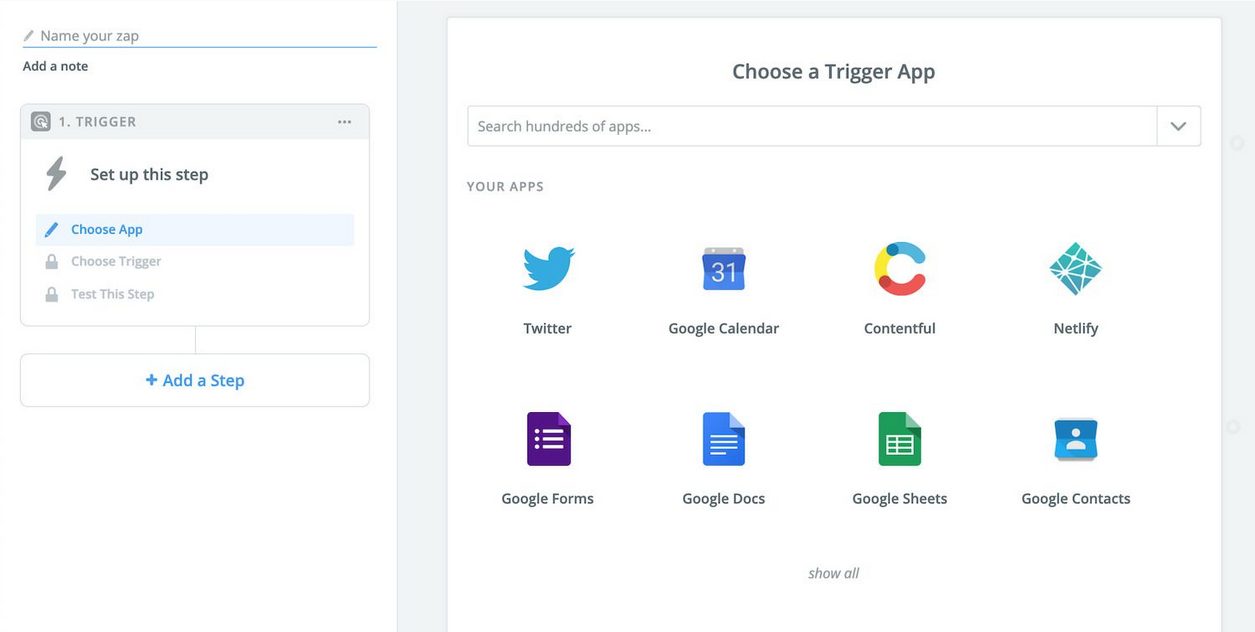 Name your zap
Add a note
1. TRIGGER
Set up this step
Choose App
Choose Trigger
Test This Step
+ Add a Step
Choose a Trigger App
Search hundreds of apps...
YOUR APPS
31
Twitter
Google Calendar
Contentful
Netlify
Google Forms
Google Docs
Google Sheets
Google Contacts
show all